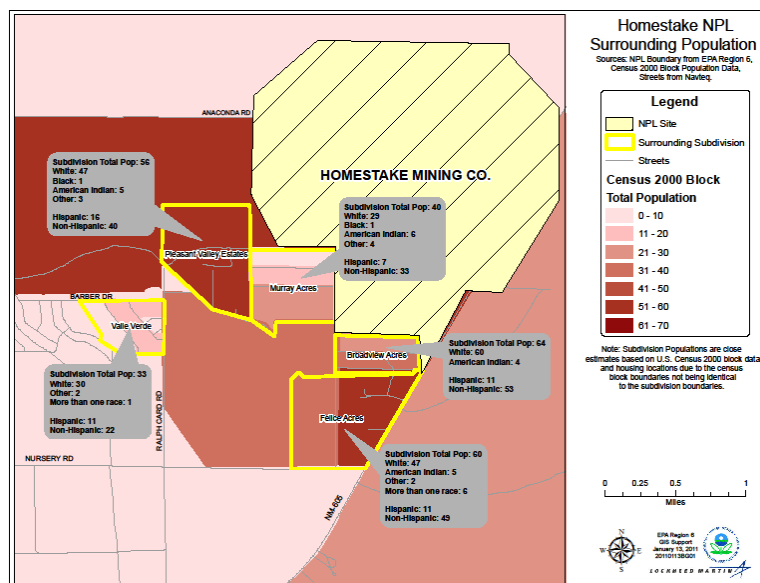 Homestake NPL
Surrounding Population
Sources: NPL Boundary from EPA Region 6,
Census 2000 Block Population Data,
Streets from Navteq.
Legend
NPL Site
Surrounding Subdivision
Streets
Census 2000 Block
Total Population
0 - 10
11 - 20
21 - 30
31 - 40
41 - 50
51 - 60
61 - 70
Note: Subdivision Populations are close
estimates based on U.S. Census 2000 block data
and housing locations due to the census
block boundaries not being identical
to the subdivision boundaries.
0 0.25 0.5 1
Miles
N
W E
S
EPA Region 6
GIS Support
January 13, 2011
20110113BG01
LOCKHEED MARTIN
ANACONDA RD
HOMESTAKE MINING CO.
Subdivision Total Pop: 56
White: 47
Black: 1
American Indian: 5
Other: 3
Hispanic: 16
Non-Hispanic: 40
Subdivision Total Pop: 40
White: 29
Black: 1
American Indian: 6
Other: 4
Hispanic: 7
Non-Hispanic: 33
Pleasant Valley Estates
Murray Acres
BARBER DR
Valle Verde
Broadview Acres
Subdivision Total Pop: 64
White: 60
American Indian: 4
Hispanic: 11
Non-Hispanic: 53
Subdivision Total Pop: 33
White: 30
Other: 2
More than one race: 1
Hispanic: 11
Non-Hispanic: 22
RALPH CARD RD
Felice Acres
NURSERY RD
Subdivision Total Pop: 60
White: 47
American Indian: 5
Other: 2
More than one race: 6
Hispanic: 11
Non-Hispanic: 49
NM-605